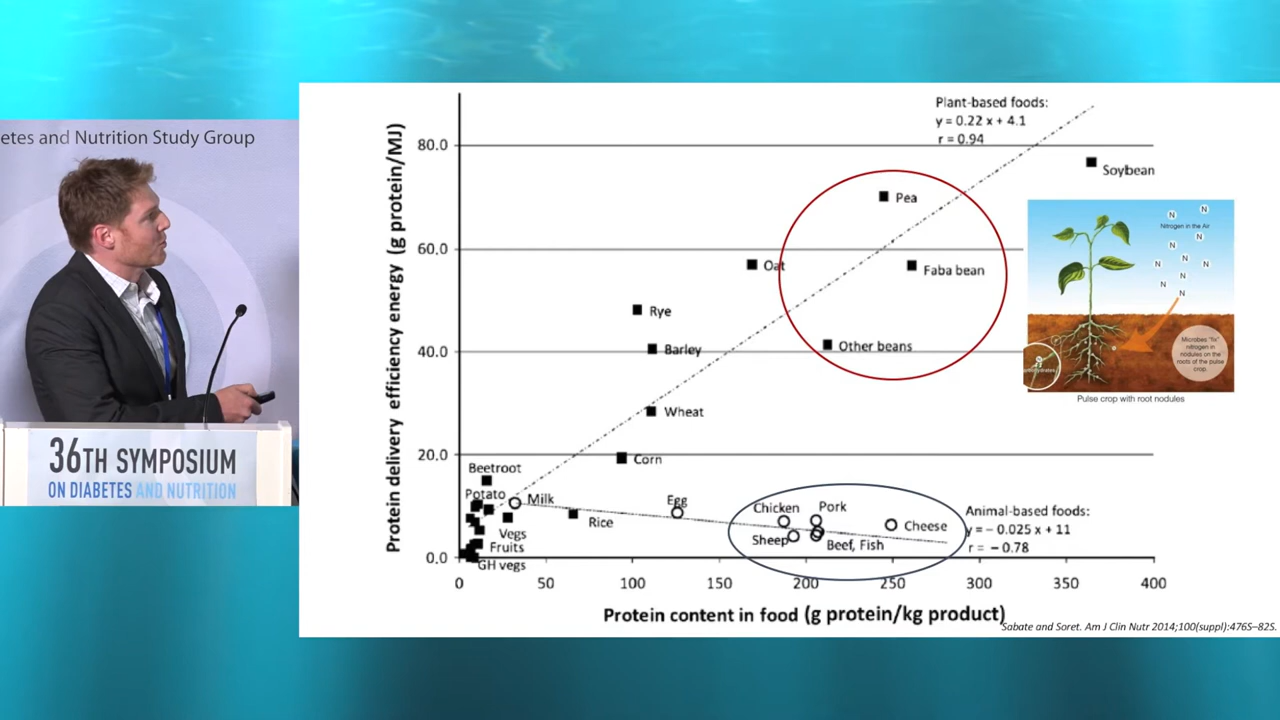 etes and Nutrition Study Group
36TH SYMPOSIUM
ON DIABETES AND NUTRITION
Protein delivery efficiency energy (g protein/MJ)
80.0
60.0
40.0
20.0
0.0
0
50
100
150
200
250
300
350
400
Protein content in food (g protein/kg product)
Plant-based foods:
y = 0.22 x + 4.1
r = 0.94
Soybean
Pea
Oat
Faba bean
Rye
Barley
Other beans
Wheat
Corn
Beetroot
Potato
Milk
Egg
Rice
Vegs
Fruits
GH vegs
Chicken
Pork
Sheep
Beef, Fish
Cheese
Animal-based foods:
y = – 0.025 x + 11
r = – 0.78
N
N
Nitrogen in the Air
N
N
N
N
N
N
N
N
Microbes "fix"
nitrogen in
nodules on the
roots of the pulse
crop.
Pulse crop with root nodules
Sabate and Soret. Am J Clin Nutr 2014;100(suppl):476S–82S.